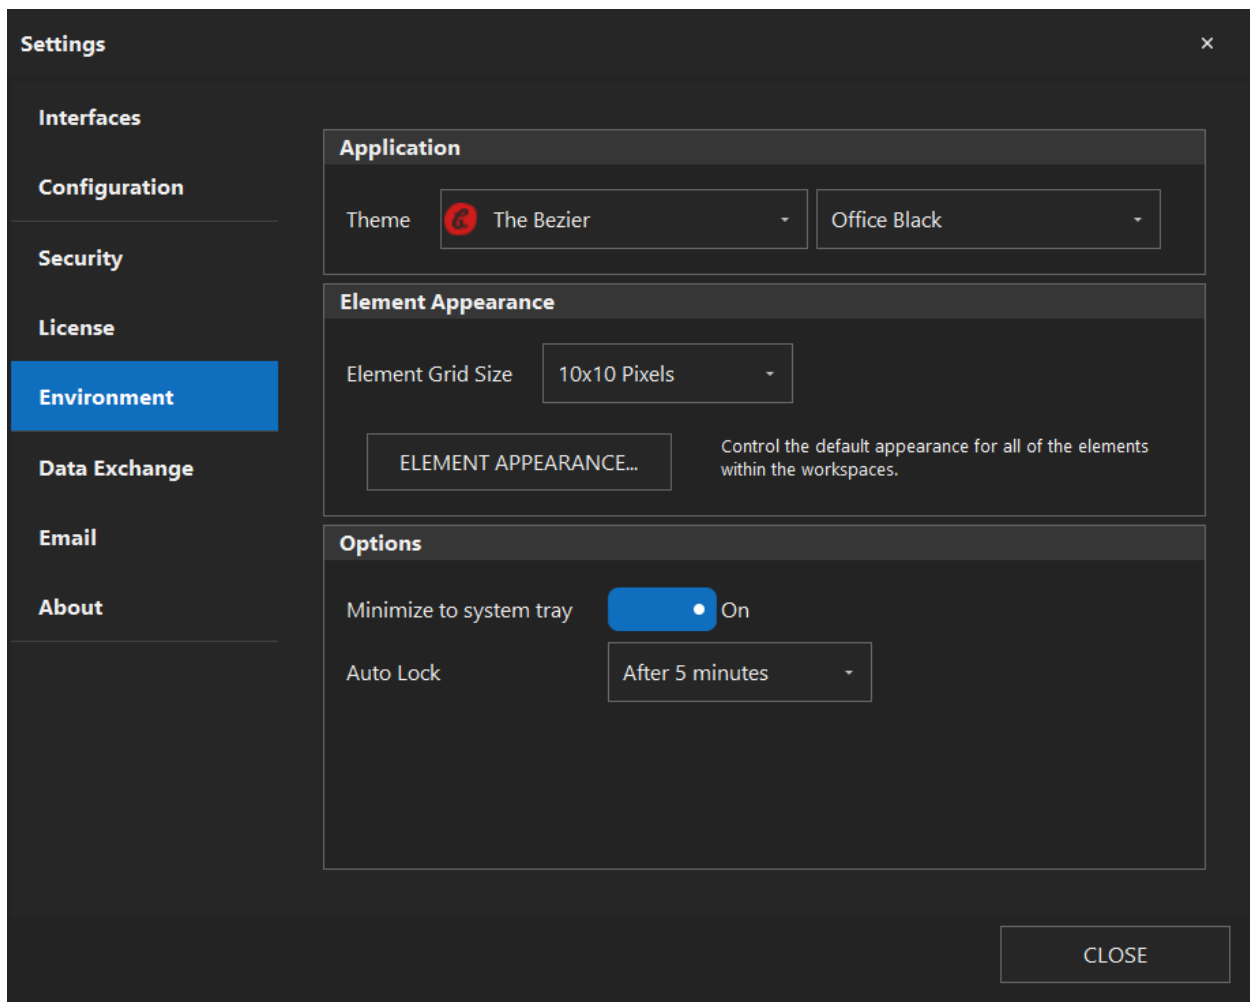 Settings
Interfaces
Configuration
Security
License
Environment
Data Exchange
Email
About
Application
Theme
The Bezier
Office Black
Element Appearance
Element Grid Size
10x10 Pixels
ELEMENT APPEARANCE...
Control the default appearance for all of the elements
within the workspaces.
Options
Minimize to system tray
On
Auto Lock
After 5 minutes
CLOSE